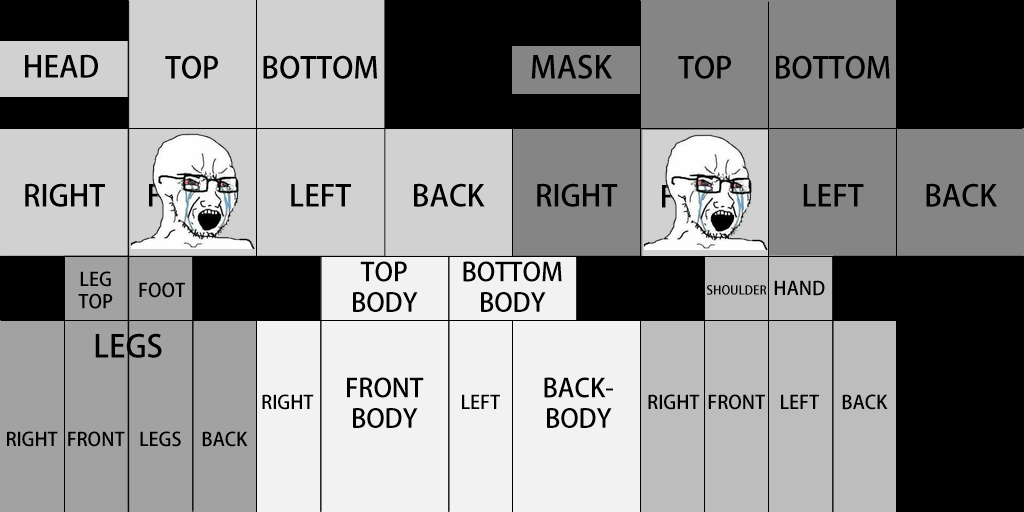 HEAD
TOP
BOTTOM
MASK
TOP
BOTTOM
RIGHT
F
LEFT
BACK
RIGHT
F
LEFT
BACK
LEG
TOP
FOOT
TOP
BODY
BOTTOM
BODY
SHOULDER
HAND
LEGS
RIGHT
FRONT
LEGS
BACK
RIGHT
FRONT
BODY
LEFT
BACK-
BODY
RIGHT
FRONT
LEFT
BACK